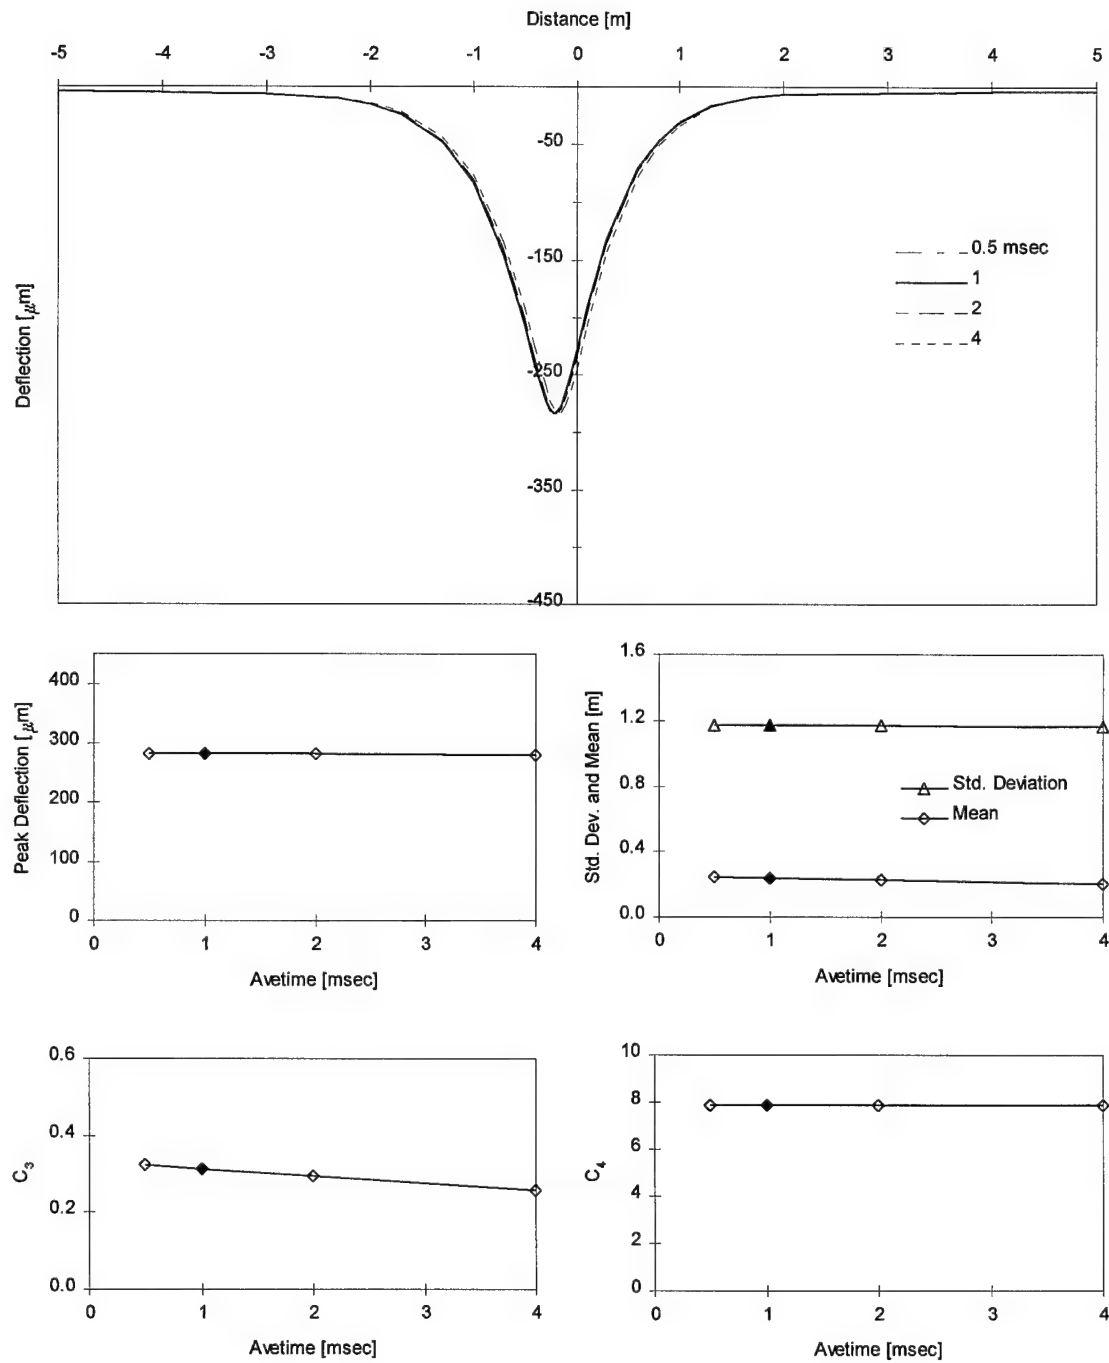 Distance [m]
-5 -4 -3 -2 -1 0 1 2 3 4 5
-50
-150
-250
-350
-450
Deflection [μm]
0.5 msec
1
2
4
Peak Deflection [μm]
400
300
200
100
0
0 1 2 3 4
Avetime [msec]
Std. Dev. and Mean [m]
1.6
1.2
0.8
0.4
0.0
Std. Deviation
Mean
0 1 2 3 4
Avetime [msec]
C3
0.6
0.4
0.2
0.0
0 1 2 3 4
Avetime [msec]
C4
10
8
6
4
2
0
0 1 2 3 4
Avetime [msec]